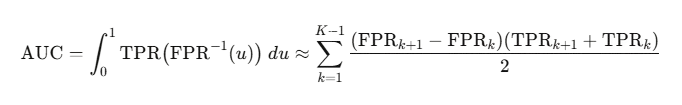 AUC = ∫₀¹ TPR(FPR⁻¹(u)) du ≈ ∑_{k=1}^{K−1} (FPR_{k+1} − FPR_k)(TPR_{k+1} + TPR_k) / 2